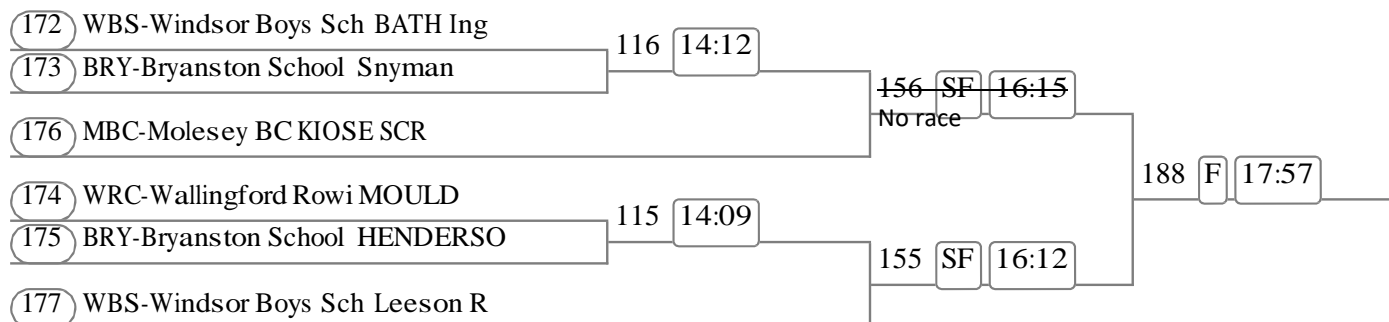 172 WBS-Windsor Boys Sch BATH Ing
116 14:12
173 BRY-Bryanston School Snyman
156 SF 16:15
No race
176 MBC-Molesey BC KIOSE SCR
188 F 17:57
174 WRC-Wallingford Rowi MOULD
115 14:09
175 BRY-Bryanston School HENDERSO
155 SF 16:12
177 WBS-Windsor Boys Sch Leeson R